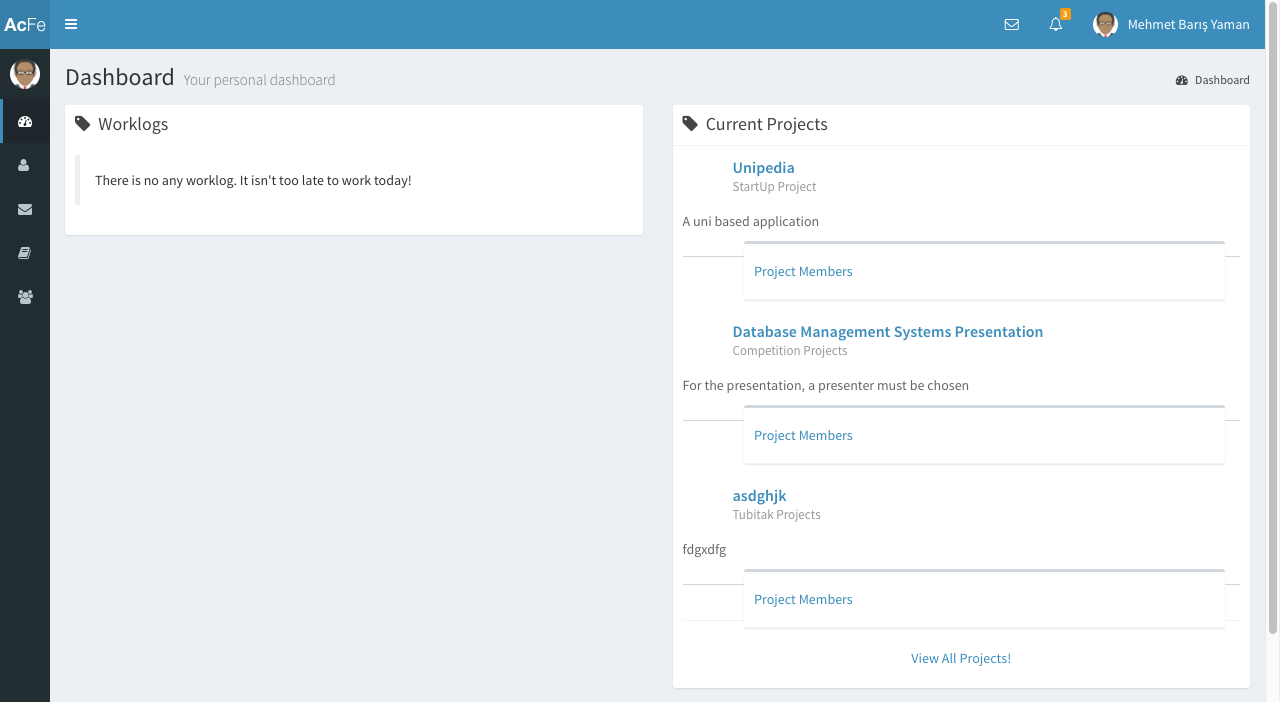 AcFe
3
Mehmet Barış Yaman
Dashboard Your personal dashboard
Dashboard
Worklogs
There is no any worklog. It isn't too late to work today!
Current Projects
Unipedia
StartUp Project
A uni based application
Project Members
Database Management Systems Presentation
Competition Projects
For the presentation, a presenter must be chosen
Project Members
asdghjk
Tubitak Projects
fdgxdfg
Project Members
View All Projects!